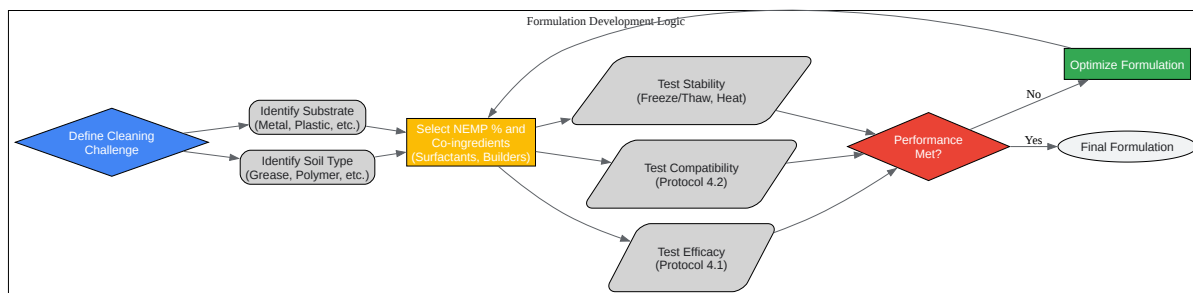 Formulation Development Logic
Define Cleaning
Challenge
Identify Substrate
(Metal, Plastic, etc.)
Identify Soil Type
(Grease, Polymer, etc.)
Select NEMP % and
Co-ingredients
(Surfactants, Builders)
Test Stability
(Freeze/Thaw, Heat)
Test Compatibility
(Protocol 4.2)
Test Efficacy
(Protocol 4.1)
Performance
Met?
No
Optimize Formulation
Yes
Final Formulation